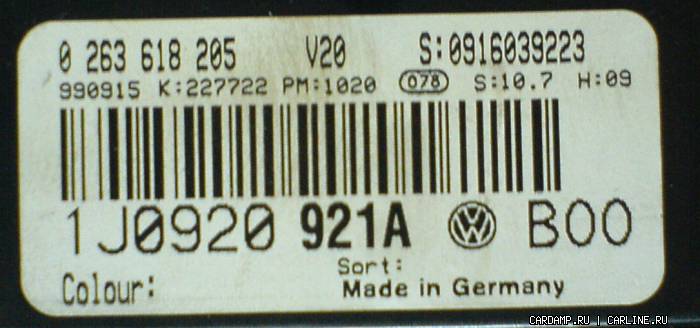 0 263 618 205 V20 S:0916039223
990915 K:227722 PM:1020 078 S:10.7 H:09
1J0920 921A VW B00
Sort:
Colour: Made in Germany
CARDAMP.RU | CARLINE.RU